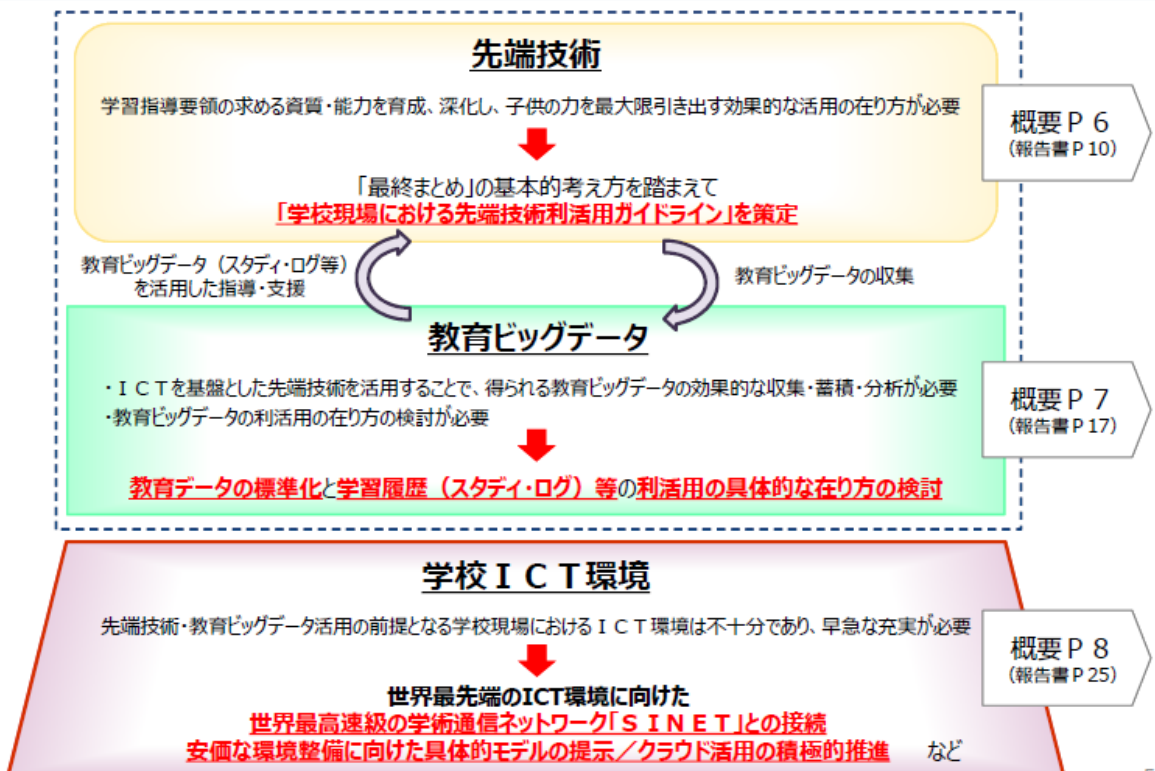 先端技術
学習指導要領の求める資質・能力を育成、深化し、子供の力を最大限引き出す効果的な活用の在り方が必要
概要Ｐ６
（報告書Ｐ10）
「最終まとめ」の基本的考え方を踏まえて
「学校現場における先端技術利活用ガイドライン」を策定
教育ビッグデータ（スタディ・ログ等）
を活用した指導・支援
教育ビッグデータの収集
教育ビッグデータ
・ＩＣＴを基盤とした先端技術を活用することで、得られる教育ビッグデータの効果的な収集・蓄積・分析が必要
・教育ビッグデータの利活用の在り方の検討が必要
概要Ｐ７
（報告書Ｐ17）
教育データの標準化と学習履歴（スタディ・ログ）等の利活用の具体的な在り方の検討
学校ＩＣＴ環境
先端技術・教育ビッグデータ活用の前提となる学校現場におけるＩＣＴ環境は不十分であり、早急な充実が必要
概要Ｐ８
（報告書Ｐ25）
世界最先端のICT環境に向けた
世界最高速級の学術通信ネットワーク「ＳＩＮＥＴ」との接続
安価な環境整備に向けた具体的モデルの提示／クラウド活用の積極的推進　など